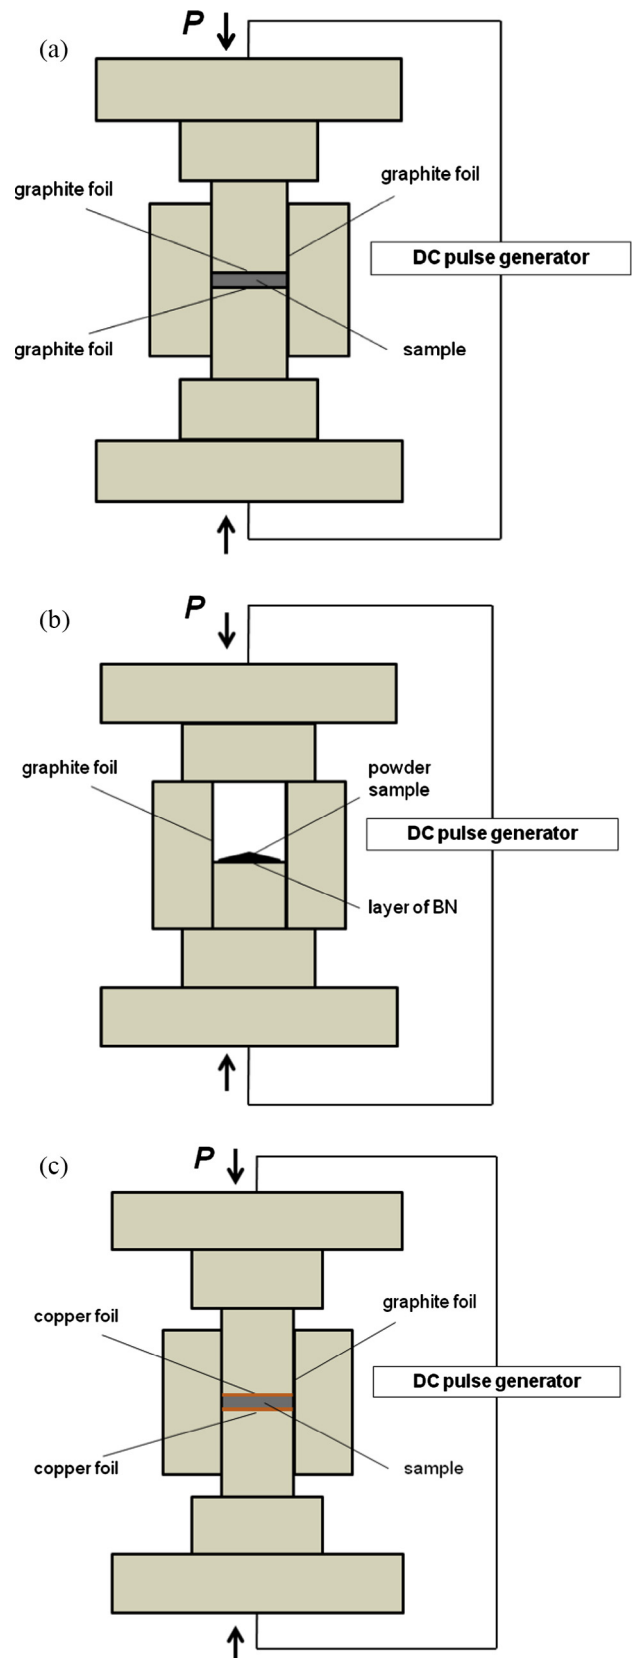 (a)
P
graphite foil
graphite foil
DC pulse generator
graphite foil
sample
(b)
P
graphite foil
powder
sample
DC pulse generator
layer of BN
(c)
P
copper foil
graphite foil
DC pulse generator
copper foil
sample